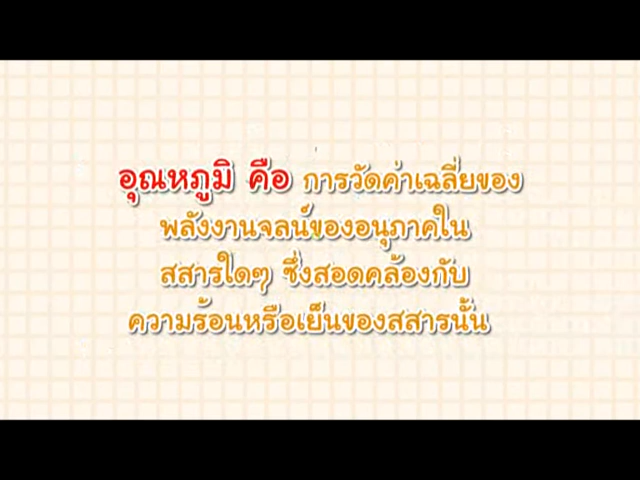 อุณหภูมิ คือ การวัดค่าเฉลี่ยของ
พลังงานจลน์ของอนุภาคใน
สสารใดๆ ซึ่งสอดคล้องกับ
ความร้อนหรือเย็นของสสารนั้น